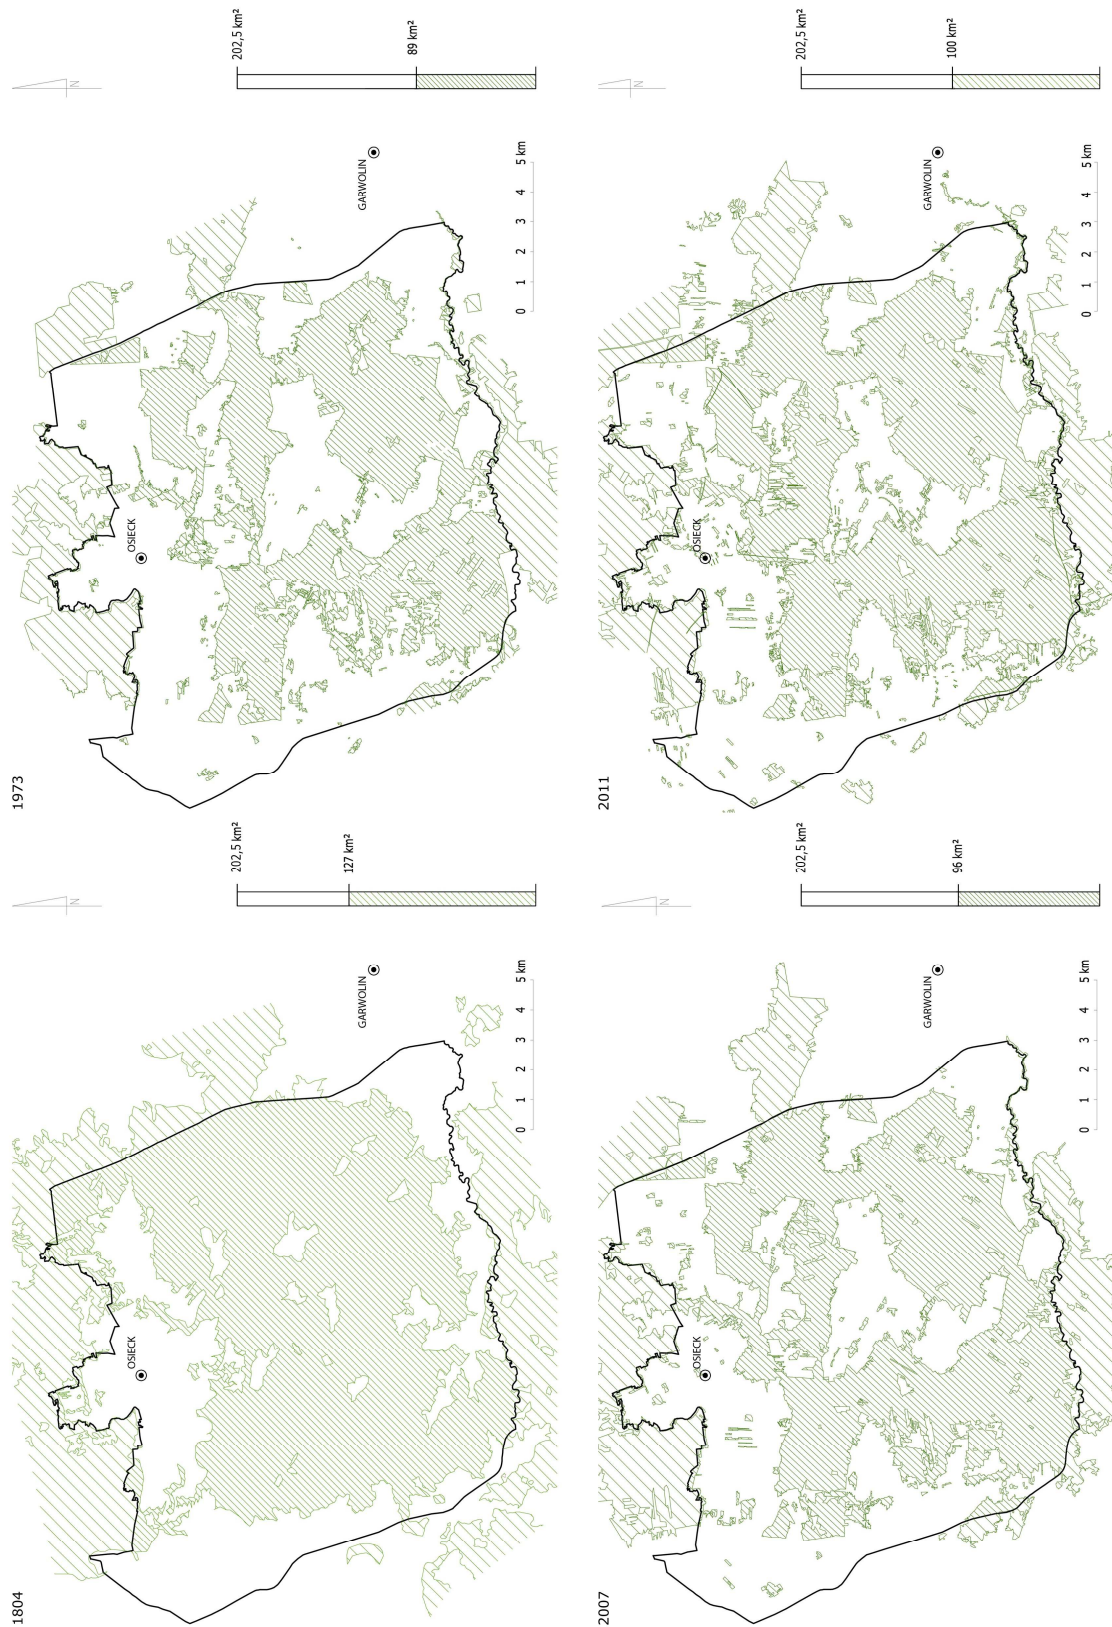 1804
N
OSIECK
GARWOLIN
0 1 2 3 4 5 km
202,5 km²
127 km²
1973
N
OSIECK
GARWOLIN
0 1 2 3 4 5 km
202,5 km²
89 km²
2007
N
OSIECK
GARWOLIN
0 1 2 3 4 5 km
202,5 km²
96 km²
2011
N
OSIECK
GARWOLIN
0 1 2 3 4 5 km
202,5 km²
100 km²